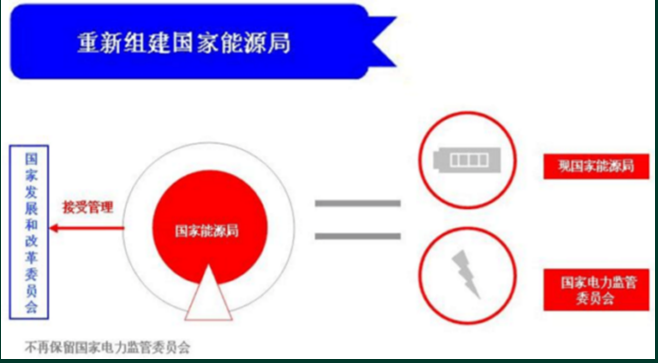 重新组建国家能源局
国家发展和改革委员会
接受管理
国家能源局
现国家能源局
国家电力监管
委员会
不再保留国家电力监管委员会